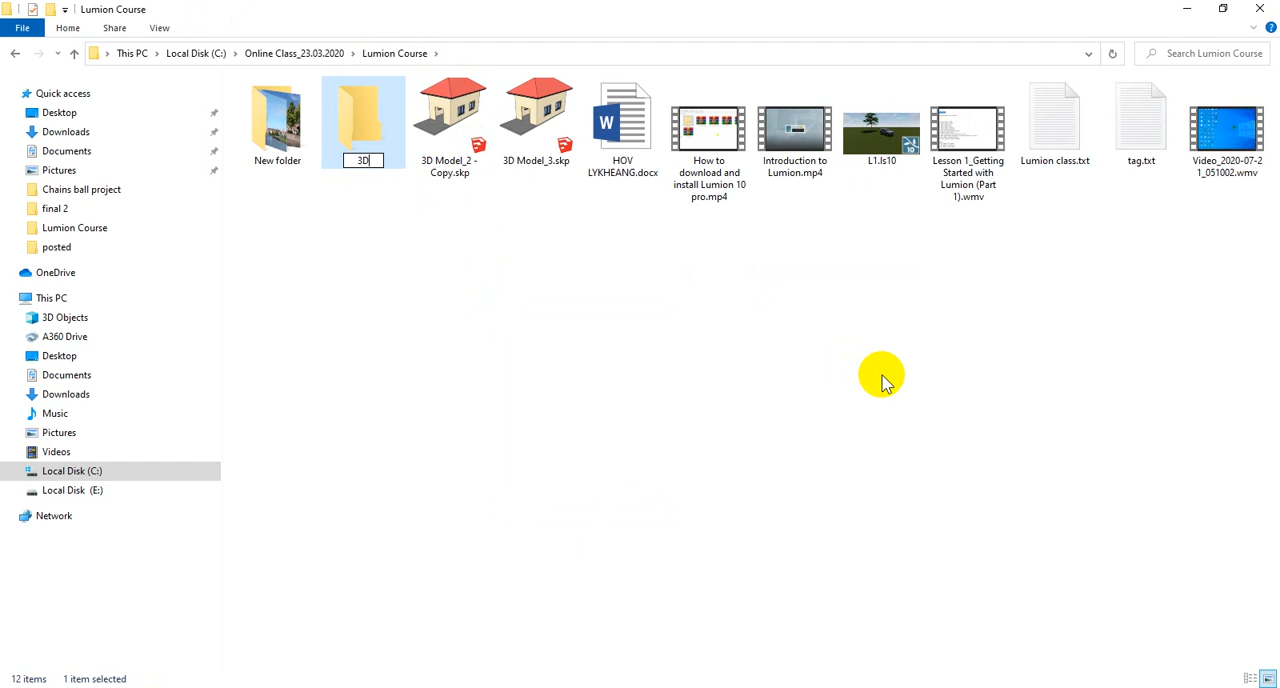 Lumion Course
File
Home
Share
View
This PC
Local Disk (C:)
Online Class_23.03.2020
Lumion Course
Search Lumion Course
Quick access
Desktop
Downloads
Documents
Pictures
Chains ball project
final 2
Lumion Course
posted
OneDrive
This PC
3D Objects
A360 Drive
Desktop
Documents
Downloads
Music
Pictures
Videos
Local Disk (C:)
Local Disk (E:)
Network
New folder
3D
3D Model_2 -
Copy.skp
3D Model_3.skp
W
HOV
LYKHEANG.docx
How to
download and
install Lumion 10
pro.mp4
Introduction to
Lumion.mp4
10
L1.ls10
Lesson 1_Getting
Started with
Lumion (Part
1).wmv
Lumion class.txt
tag.txt
Video_2020-07-2
1_051002.wmv
12 items
1 item selected